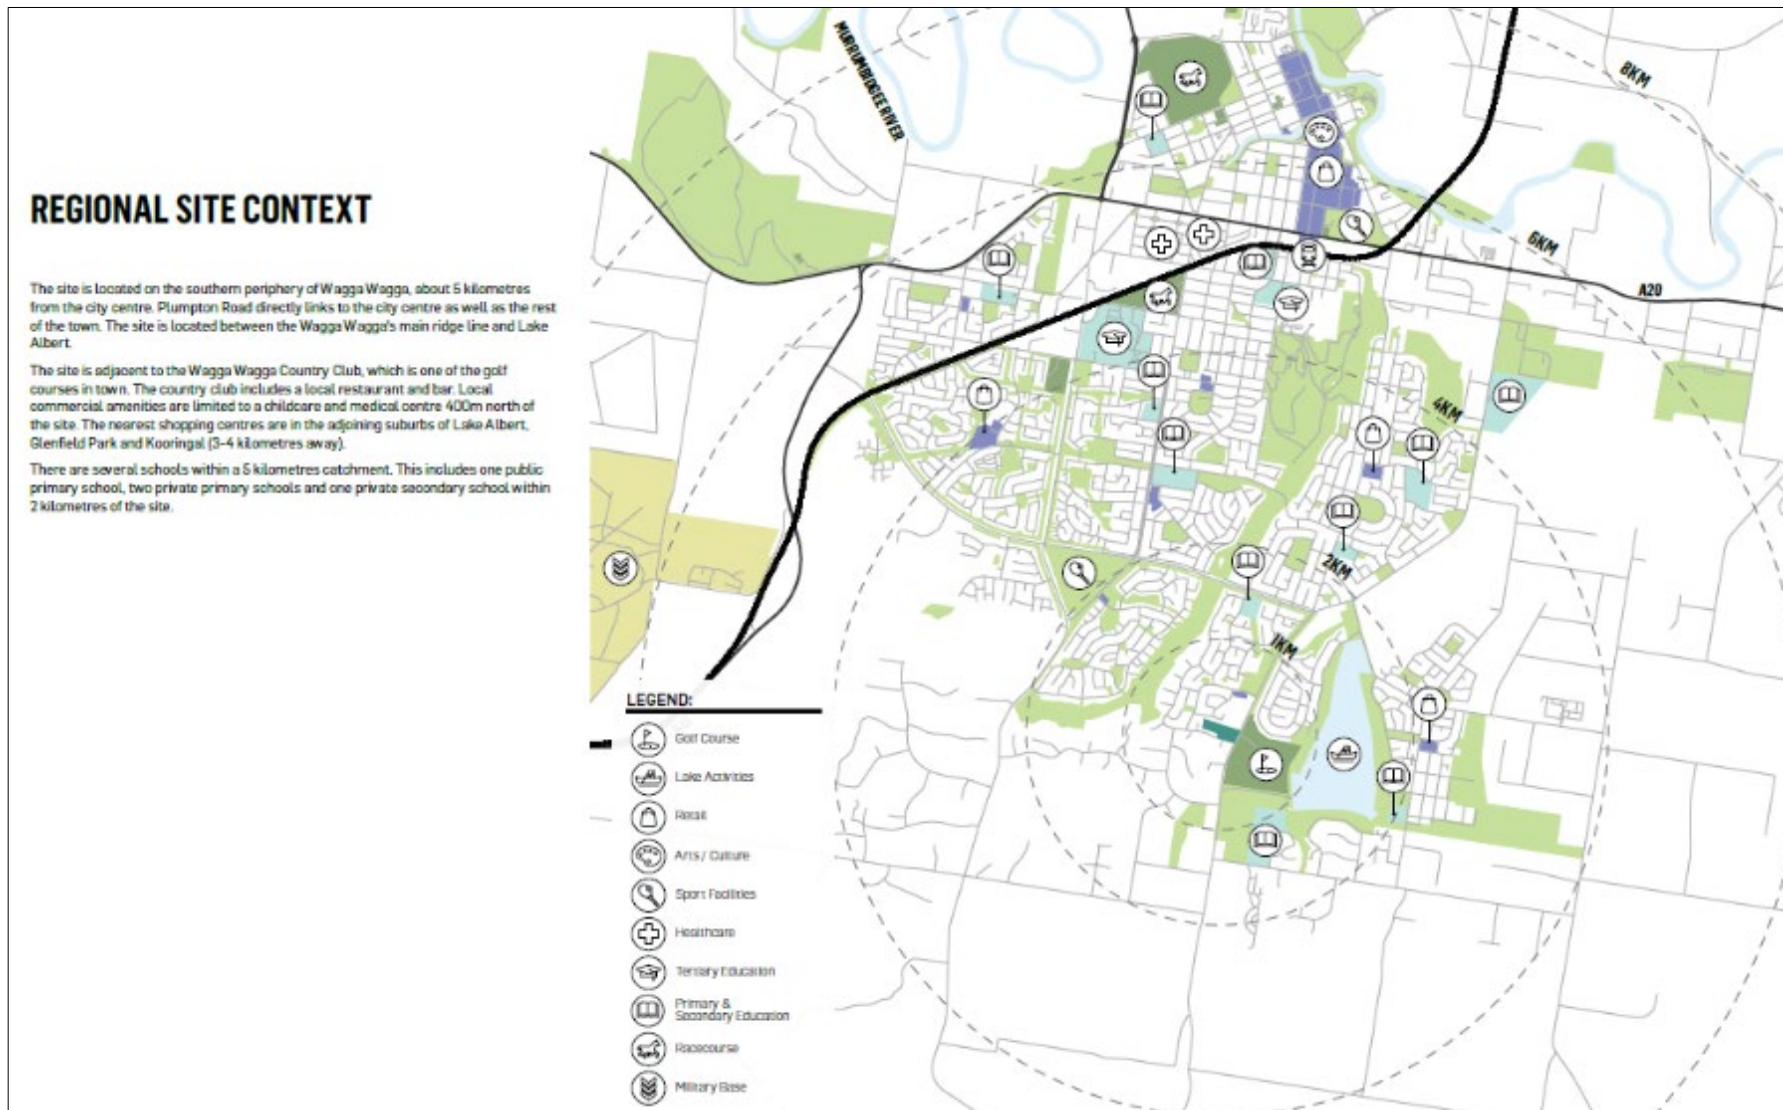 REGIONAL SITE CONTEXT
The site is located on the southern periphery of Wagga Wagga, about 5 kilometres
from the city centre. Plumpton Road directly links to the city centre as well as the rest
of the town. The site is located between the Wagga Wagga's main ridge line and Lake
Albert.
The site is adjacent to the Wagga Wagga Country Club, which is one of the golf
courses in town. The country club includes a local restaurant and bar. Local
commercial amenities are limited to a childcare and medical centre 400m north of
the site. The nearest shopping centres are in the adjoining suburbs of Lake Albert,
Glenfield Park and Kooringal (3-4 kilometres away).
There are several schools within a 5 kilometres catchment. This includes one public
primary school, two private primary schools and one private secondary school within
2 kilometres of the site.
MURRUMBIDGEE RIVER
8KM
6KM
A20
4KM
2KM
1KM
LEGEND:
Golf Course
Lake Activities
Retail
Arts / Culture
Sport Facilities
Healthcare
Tertiary Education
Primary &
Secondary Education
Racecourse
Military Base